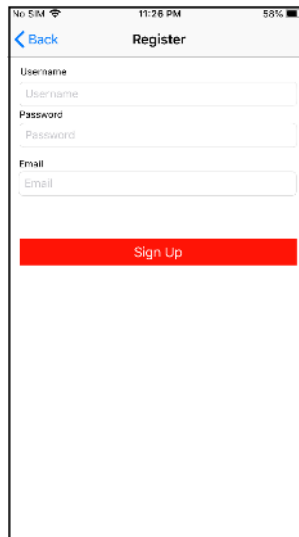 No SIM 11:26 PM 58%
Back Register
Username
Username
Password
Password
Email
Email
Sign Up